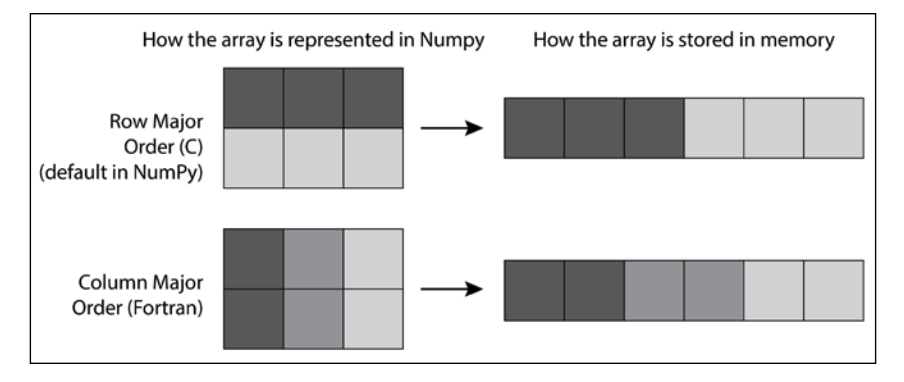 How the array is represented in Numpy
How the array is stored in memory
Row Major
Order (C)
(default in NumPy)
Column Major
Order (Fortran)